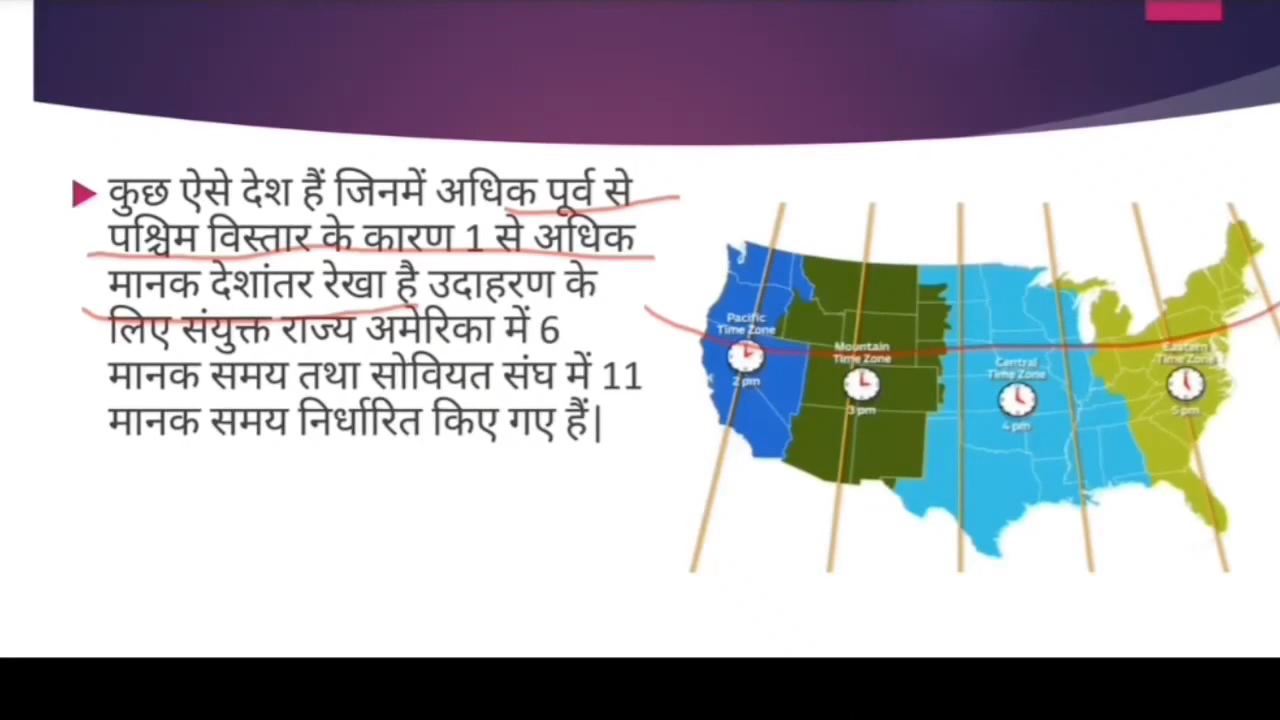 कुछ ऐसे देश हैं जिनमें अधिक पूर्व से
पश्चिम विस्तार के कारण 1 से अधिक
मानक देशांतर रेखा है उदाहरण के
लिए संयुक्त राज्य अमेरिका में 6
मानक समय तथा सोवियत संघ में 11
मानक समय निर्धारित किए गए हैं|
Pacific
Time Zone
2 pm
Mountain
Time Zone
3 pm
Central
Time Zone
4 pm
Eastern
Time Zone
5 pm